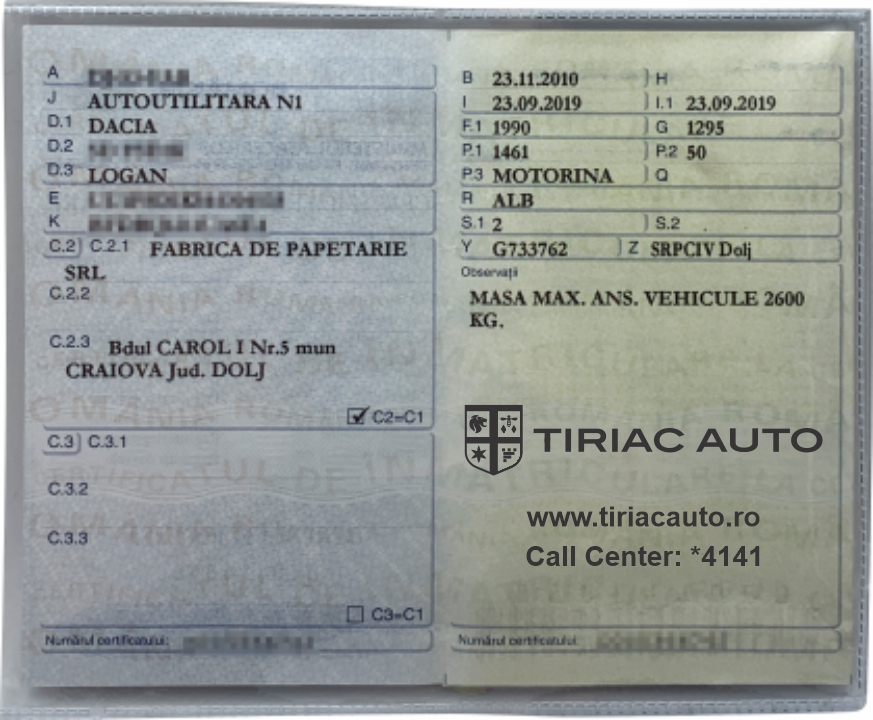 A
J AUTOUTILITARA N1
D.1 DACIA
D.2
D.3 LOGAN
E
K
C.2 C.2.1 FABRICA DE PAPETARIE
SRL
C.2.2
C.2.3 Bdul CAROL I Nr.5 mun
CRAIOVA Jud. DOLJ
C2=C1
C.3 C.3.1
C.3.2
C.3.3
C3=C1
Numărul certificatului:
B 23.11.2010 H
I 23.09.2019 I.1 23.09.2019
F.1 1990 G 1295
P.1 1461 P.2 50
P.3 MOTORINA Q
R ALB
S.1 2 S.2
Y G733762 Z SRPCIV Dolj
Observaţii
MASA MAX. ANS. VEHICULE 2600
KG.
TIRIAC AUTO
www.tiriacauto.ro
Call Center: *4141
Numărul certificatului: